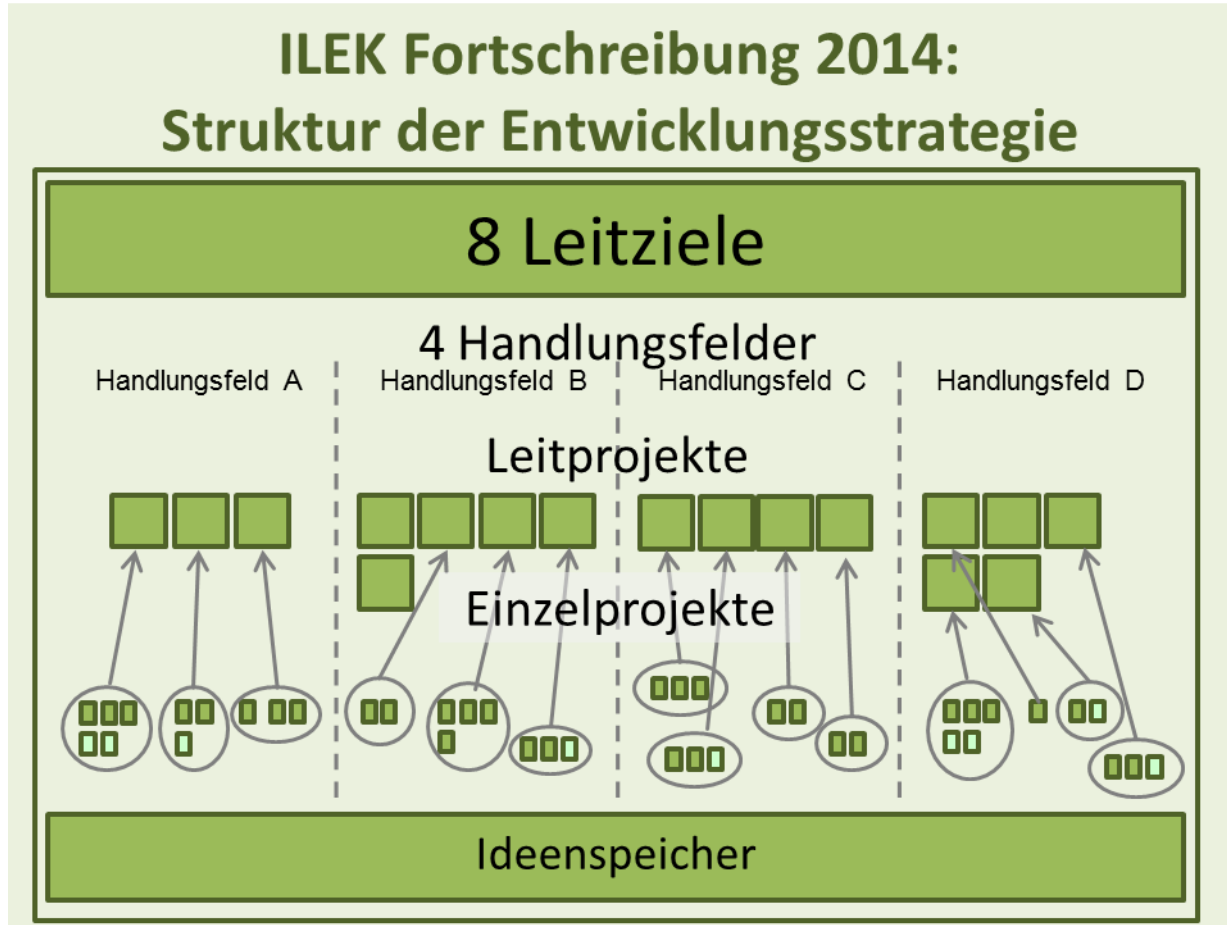 ILEK Fortschreibung 2014:
Struktur der Entwicklungsstrategie
8 Leitziele
4 Handlungsfelder
Handlungsfeld A
Handlungsfeld B
Handlungsfeld C
Handlungsfeld D
Leitprojekte
Einzelprojekte
Ideenspeicher